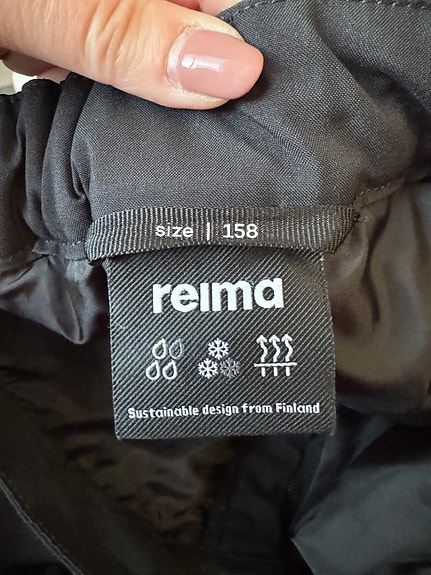 size | 158
reima
Sustainable design from Finland